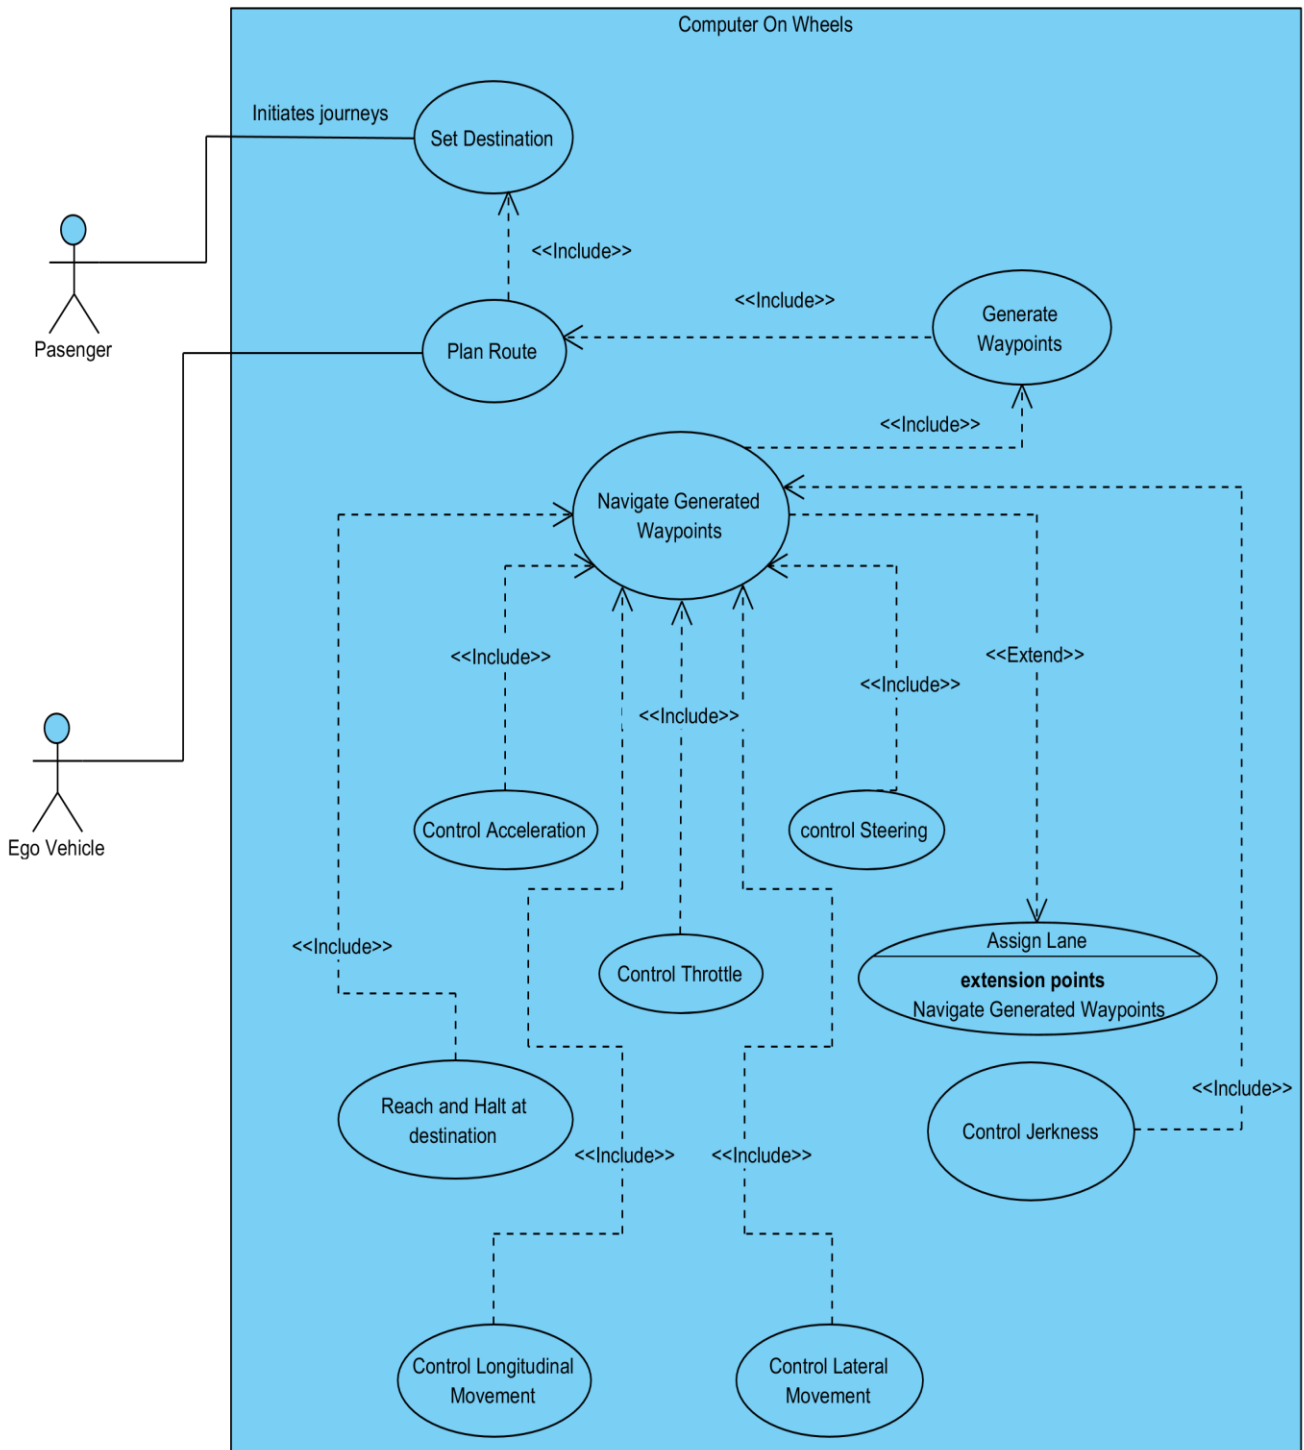 Computer On Wheels
Initiates journeys
Set Destination
<<Include>>
Pasenger
Plan Route
<<Include>>
Generate
Waypoints
<<Include>>
Navigate Generated
Waypoints
<<Include>>
<<Include>>
<<Include>>
<<Extend>>
Ego Vehicle
Control Acceleration
control Steering
<<Include>>
Control Throttle
Assign Lane
extension points
Navigate Generated Waypoints
Reach and Halt at
destination
Control Jerkness
<<Include>>
<<Include>>
<<Include>>
Control Longitudinal
Movement
Control Lateral
Movement